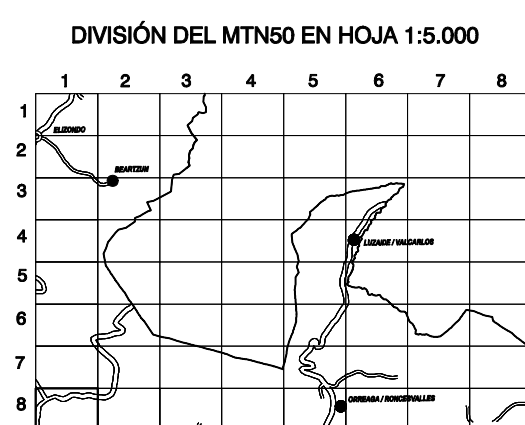 DIVISIÓN DEL MTN50 EN HOJA 1:5.000
1 2 3 4 5 6 7 8
1
ELIZONDO
2
BEARTZUN
3
4
LUZAIDE / VALCARLOS
5
6
7
ORREAGA / RONCESVALLES
8